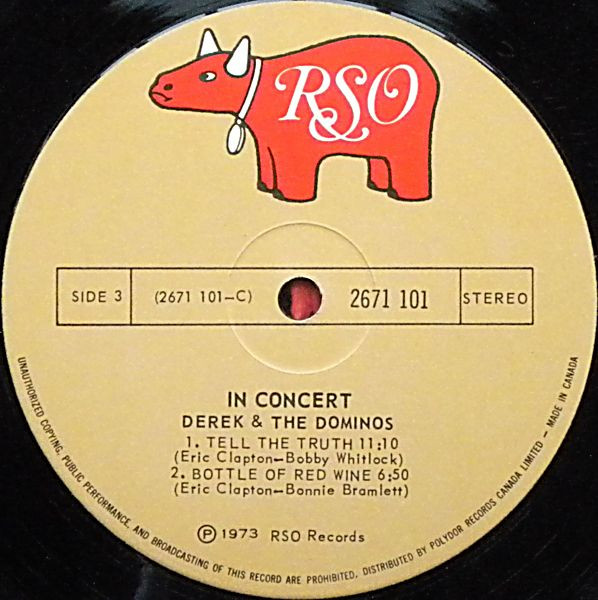 RSO
SIDE 3 (2671 101-C) 2671 101 STEREO
IN CONCERT
DEREK & THE DOMINOS
1. TELL THE TRUTH 11:10
(Eric Clapton-Bobby Whitlock)
2. BOTTLE OF RED WINE 6:50
(Eric Clapton-Bonnie Bramlett)
Ⓟ 1973 RSO Records
UNAUTHORIZED COPYING, PUBLIC PERFORMANCE, AND BROADCASTING OF THIS RECORD ARE PROHIBITED, DISTRIBUTED BY POLYDOR RECORDS CANADA LIMITED - MADE IN CANADA